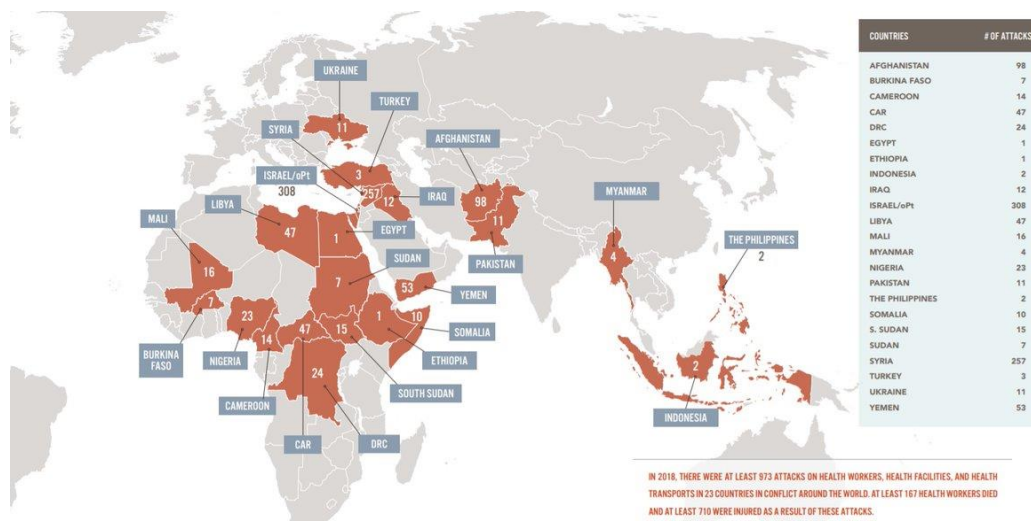 UKRAINE
11
TURKEY
3
SYRIA
257
AFGHANISTAN
98
ISRAEL/oPt
308
IRAQ
12
MYANMAR
4
LIBYA
47
MALI
16
EGYPT
1
THE PHILIPPINES
2
11
PAKISTAN
SUDAN
7
53
YEMEN
7
BURKINA
FASO
23
NIGERIA
14
CAMEROON
47
CAR
15
SOUTH SUDAN
1
ETHIOPIA
10
SOMALIA
24
DRC
2
INDONESIA
COUNTRIES # OF ATTACKS
AFGHANISTAN 98
BURKINA FASO 7
CAMEROON 14
CAR 47
DRC 24
EGYPT 1
ETHIOPIA 1
INDONESIA 2
IRAQ 12
ISRAEL/oPt 308
LIBYA 47
MALI 16
MYANMAR 4
NIGERIA 23
PAKISTAN 11
THE PHILIPPINES 2
SOMALIA 10
S. SUDAN 15
SUDAN 7
SYRIA 257
TURKEY 3
UKRAINE 11
YEMEN 53
IN 2018, THERE WERE AT LEAST 973 ATTACKS ON HEALTH WORKERS, HEALTH FACILITIES, AND HEALTH
TRANSPORTS IN 23 COUNTRIES IN CONFLICT AROUND THE WORLD. AT LEAST 167 HEALTH WORKERS DIED
AND AT LEAST 710 WERE INJURED AS A RESULT OF THESE ATTACKS.